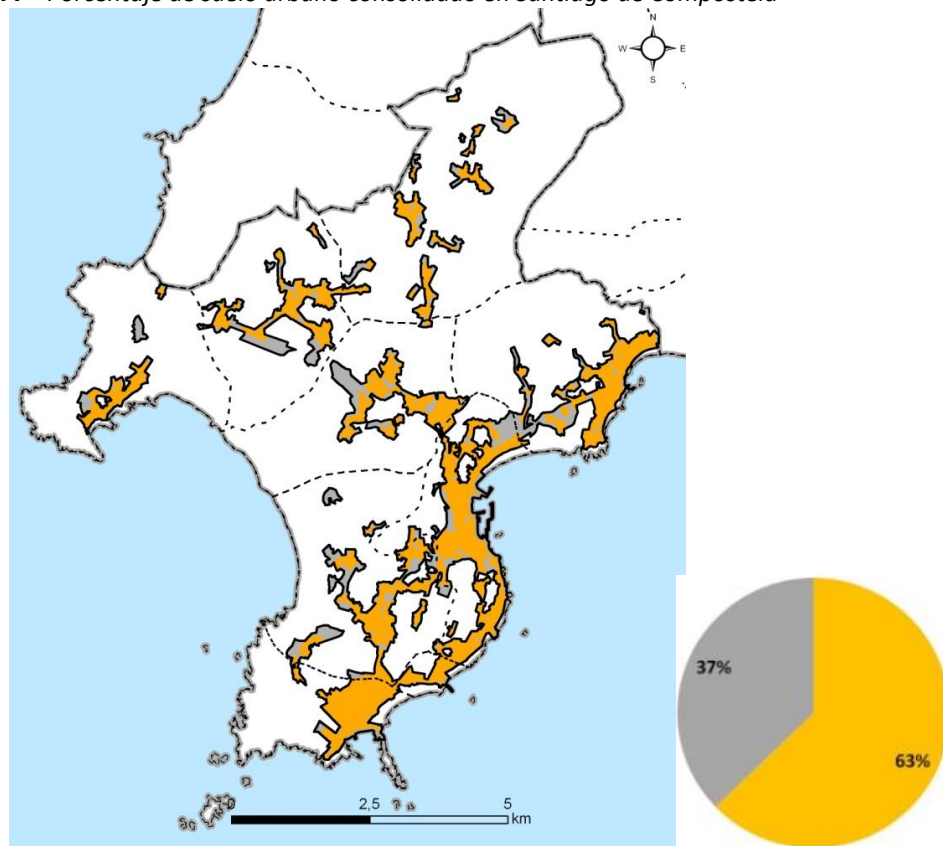 Porcentaje de suelo urbano consolidado en Santiago de Compostela
N
W E
S
0 2,5 5
km
37%
63%